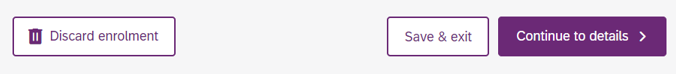 Discard enrolment
Save & exit
Continue to details